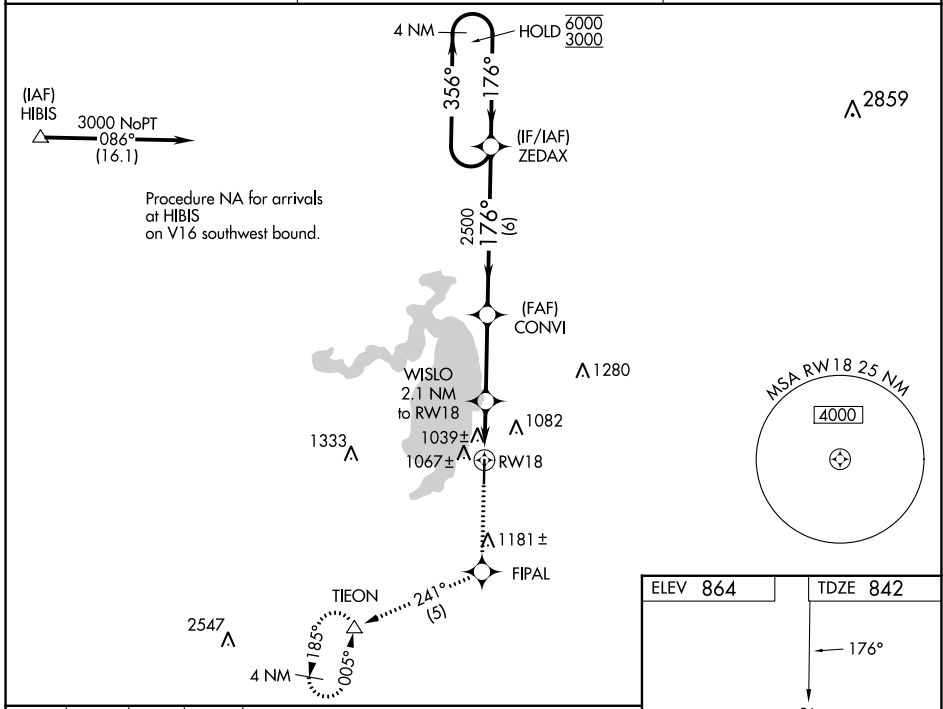 4 NM
HOLD 6000
3000
356°
176°
(IAF)
HIBIS
3000 NoPT
086°
(16.1)
2859
(IF/IAF)
ZEDAX
Procedure NA for arrivals
at HIBIS
on V16 southwest bound.
2500
176°
(6)
(FAF)
CONVI
1280
WISLO
2.1 NM
to RW18
MSA RW18 25 NM
4000
1082
1333
1039±
1067±
RW18
1181±
FIPAL
TIEON
241°
(5)
2547
185°
005°
4 NM
ELEV 864
TDZE 842
176°